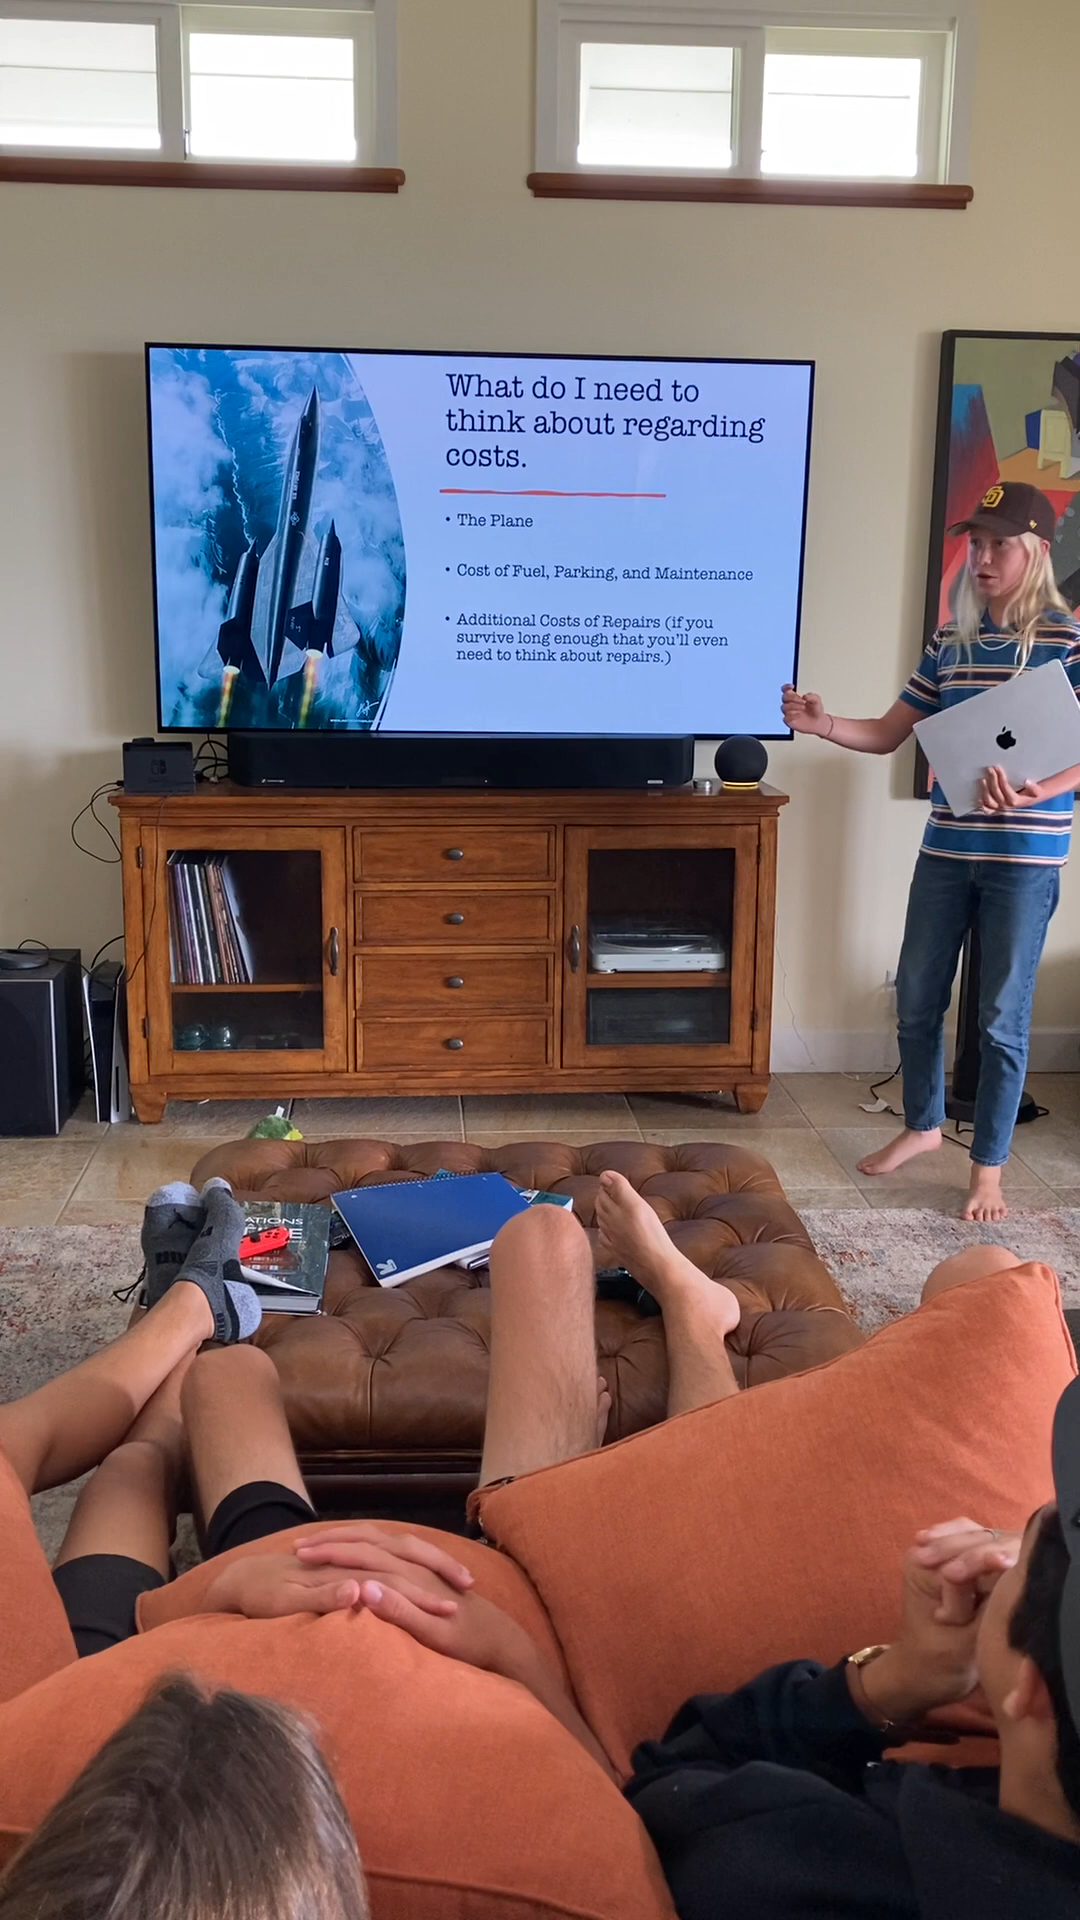 What do I need to
think about regarding
costs.
• The Plane
• Cost of Fuel, Parking, and Maintenance
• Additional Costs of Repairs (if you
survive long enough that you'll even
need to think about repairs.)
SD